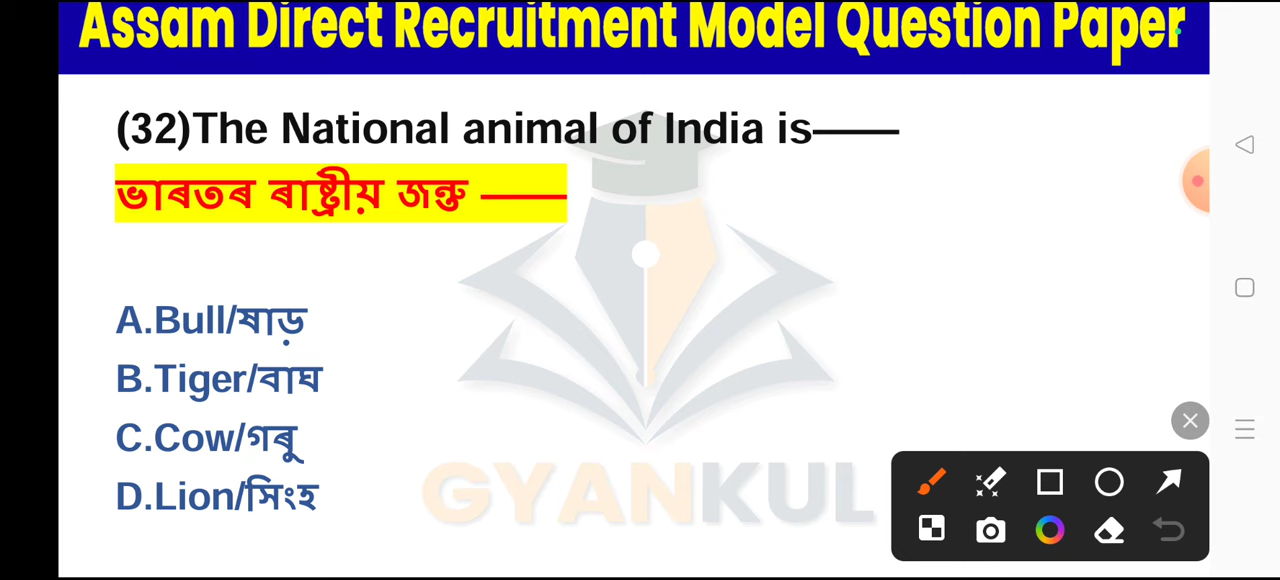 Assam Direct Recruitment Model Question Paper
(32)The National animal of India is——
ভাৰতৰ ৰাষ্ট্ৰীয় জন্তু ——
A.Bull/ষাড়
B.Tiger/বাঘ
C.Cow/গৰু
D.Lion/সিংহ
GYANKUL